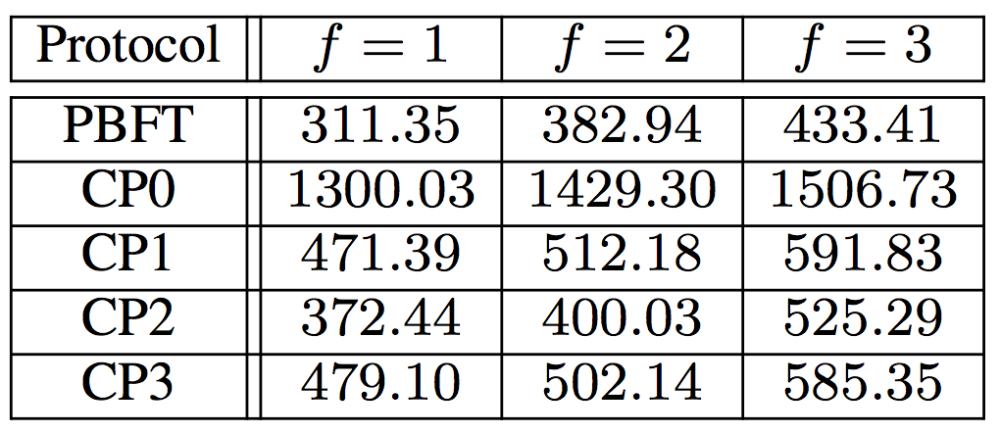 Protocol f = 1 f = 2 f = 3
PBFT 311.35 382.94 433.41
CP0 1300.03 1429.30 1506.73
CP1 471.39 512.18 591.83
CP2 372.44 400.03 525.29
CP3 479.10 502.14 585.35